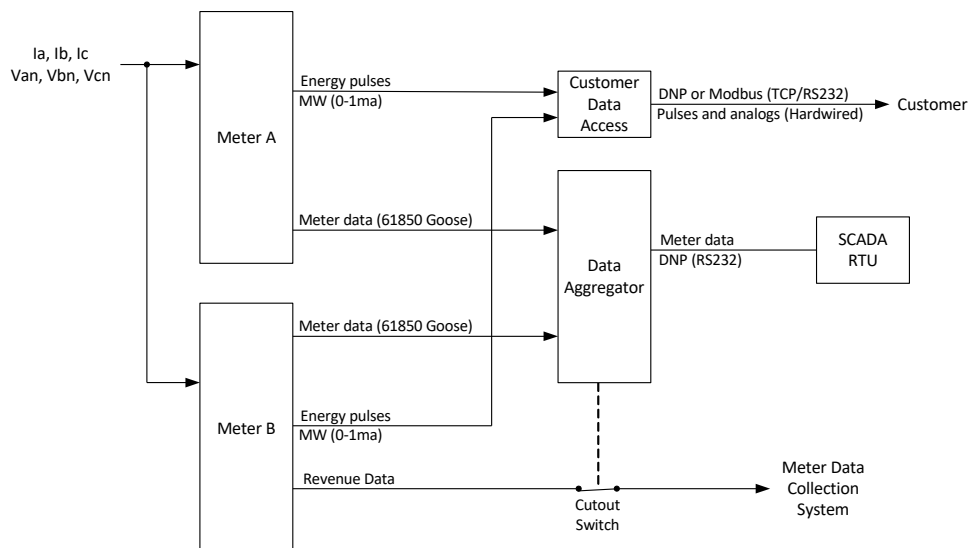 Ia, Ib, Ic
Van, Vbn, Vcn
Meter A
Energy pulses
MW (0-1ma)
Customer
Data
Access
DNP or Modbus (TCP/RS232)
Pulses and analogs (Hardwired)
Customer
Meter data (61850 Goose)
Data
Aggregator
Meter data
DNP (RS232)
SCADA
RTU
Meter data (61850 Goose)
Meter B
Energy pulses
MW (0-1ma)
Revenue Data
Cutout
Switch
Meter Data
Collection
System